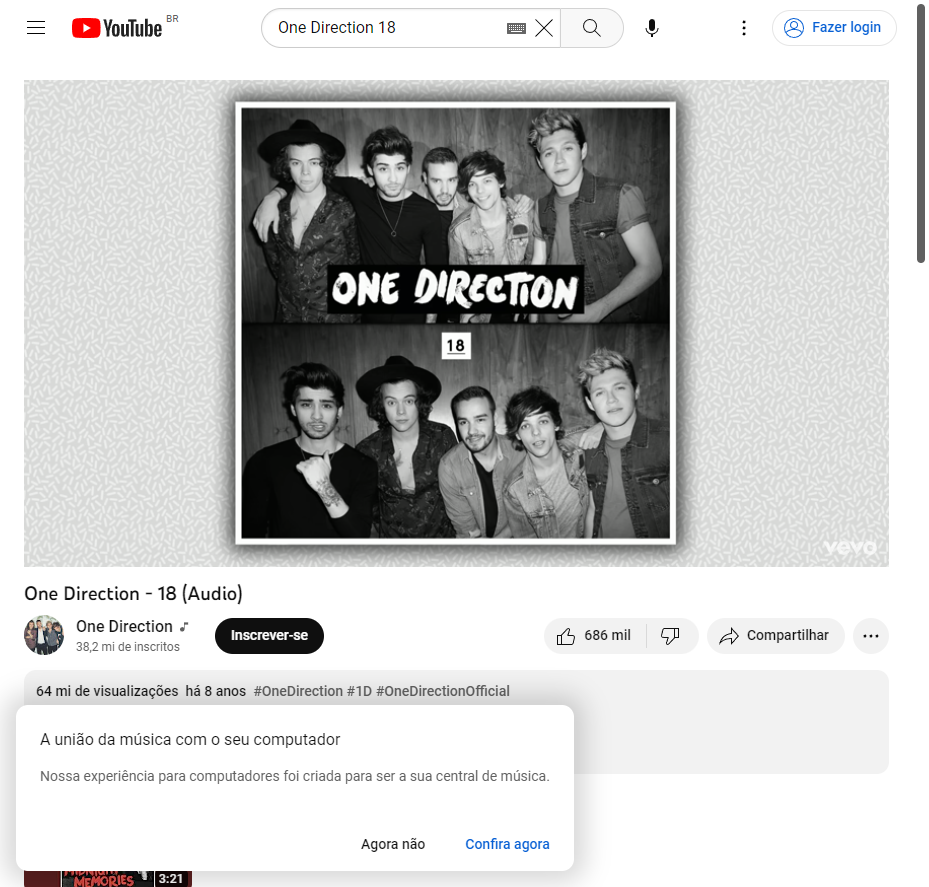 YouTube BR
One Direction 18
Fazer login
ONE DIRECTION
18
vevo
One Direction - 18 (Audio)
One Direction
38,2 mi de inscritos
Inscrever-se
686 mil
Compartilhar
64 mi de visualizações há 8 anos #OneDirection #1D #OneDirectionOfficial
A união da música com o seu computador
Nossa experiência para computadores foi criada para ser a sua central de música.
Agora não
Confira agora
MIDNIGHT
MEMORIES
3:21